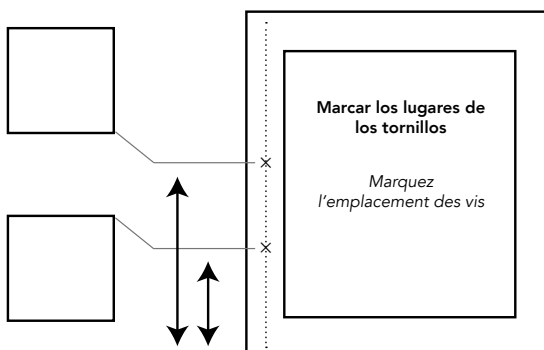 Marcar los lugares de
los tornillos
Marquez
l’emplacement des vis